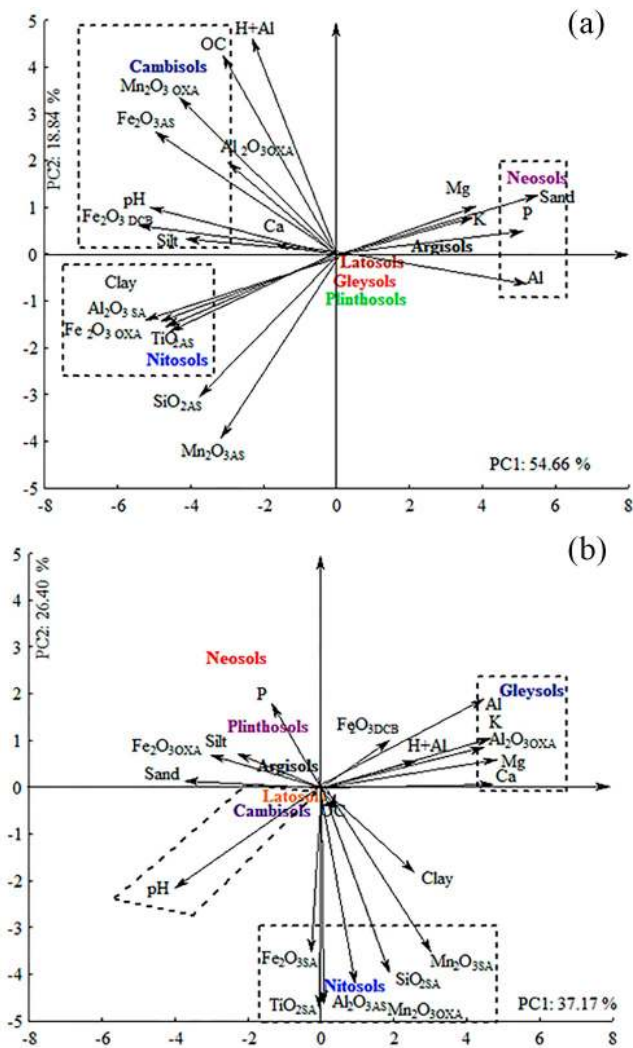 (a)
5
H+Al
OC
4
Cambisols
Mn2O3 OXA
3
Fe2O3AS
PC2: 18.84 %
2
Al 2O3OXA
Neosols
Mg
Sand
pH
1
K
P
Fe2O3 DCB
Ca
Silt
Argisols
0
Latosols
Al
Clay
Gleysols
-1
Al2O3 SA
Plinthosols
Fe 2O3 OXA
TiO2AS
-2
Nitosols
-3
SiO2AS
-4
Mn2O3AS
PC1: 54.66 %
-5
-8 -6 -4 -2 0 2 4 6 8
(b)
5
PC2: 26.40 %
4
3
Neosols
2
P
Gleysols
Al
Plinthosols
FeO3DCB
K
1
Fe2O3OXA
Silt
H+Al
Al2O3OXA
Argisols
Mg
Sand
Ca
0
Latosols
Cambisols
OC
-1
pH
Clay
-2
-3
Fe2O3SA
Mn2O3SA
-4
Nitosols
SiO2SA
TiO2SA
Al2O3AS
Mn2O3OXA
PC1: 37.17 %
-5
-8 -6 -4 -2 0 2 4 6 8